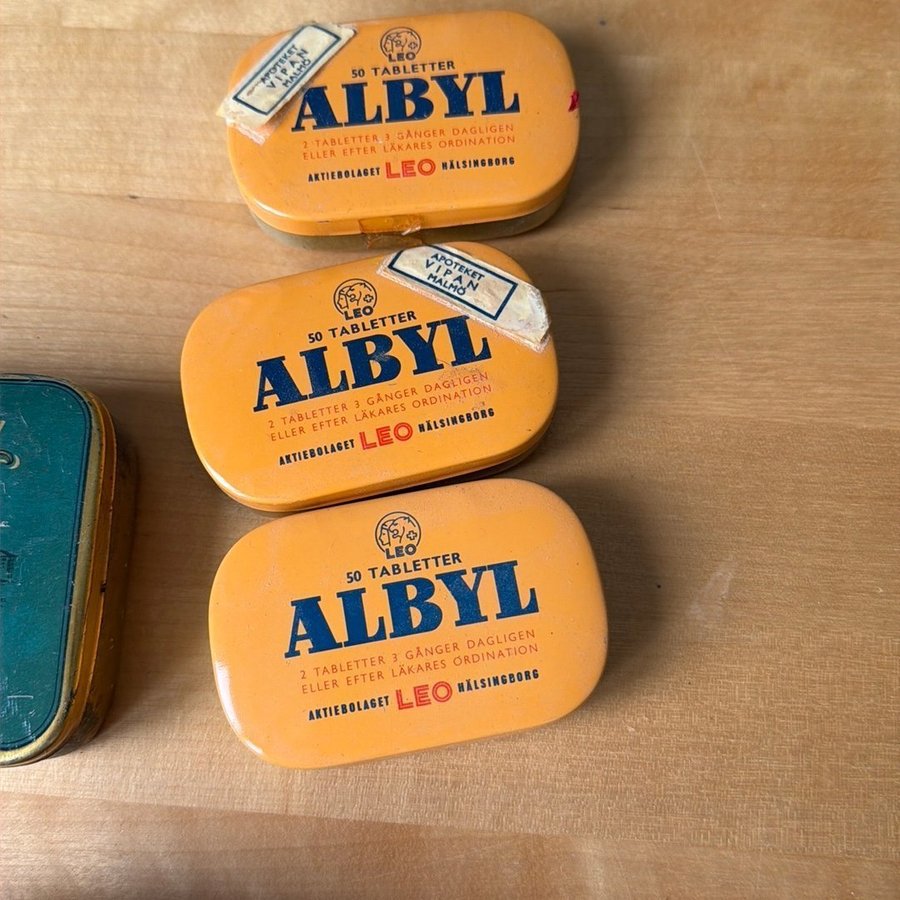 APOTEKET
VIPAN
MALMÖ
LEO
50 TABLETTER
ALBYL
2 TABLETTER 3 GÅNGER DAGLIGEN
ELLER EFTER LÄKARES ORDINATION
AKTIEBOLAGET LEO HÄLSINGBORG
APOTEKET
VIPAN
MALMÖ
LEO
50 TABLETTER
ALBYL
2 TABLETTER 3 GÅNGER DAGLIGEN
ELLER EFTER LÄKARES ORDINATION
AKTIEBOLAGET LEO HÄLSINGBORG
LEO
50 TABLETTER
ALBYL
2 TABLETTER 3 GÅNGER DAGLIGEN
ELLER EFTER LÄKARES ORDINATION
AKTIEBOLAGET LEO HÄLSINGBORG